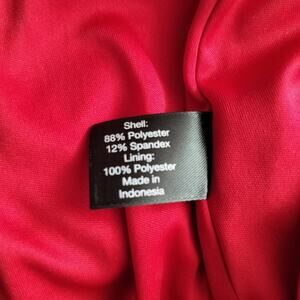 Shell:
88% Polyester
12% Spandex
Lining:
100% Polyester
Made in
Indonesia